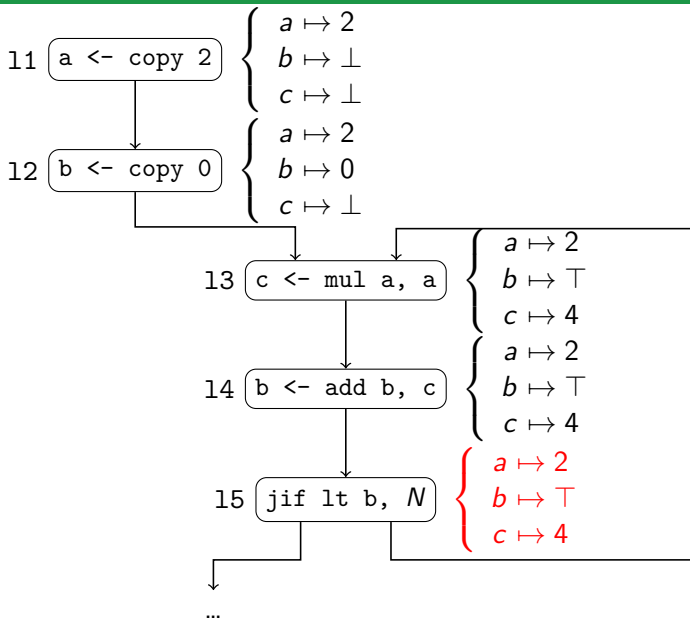 a ↦ 2
l1 a <- copy 2 b ↦ ⊥
c ↦ ⊥
a ↦ 2
l2 b <- copy 0 b ↦ 0
c ↦ ⊥
a ↦ 2
l3 c <- mul a, a b ↦ ⊤
c ↦ 4
a ↦ 2
l4 b <- add b, c b ↦ ⊤
c ↦ 4
a ↦ 2
l5 jif lt b, N b ↦ ⊤
c ↦ 4
…